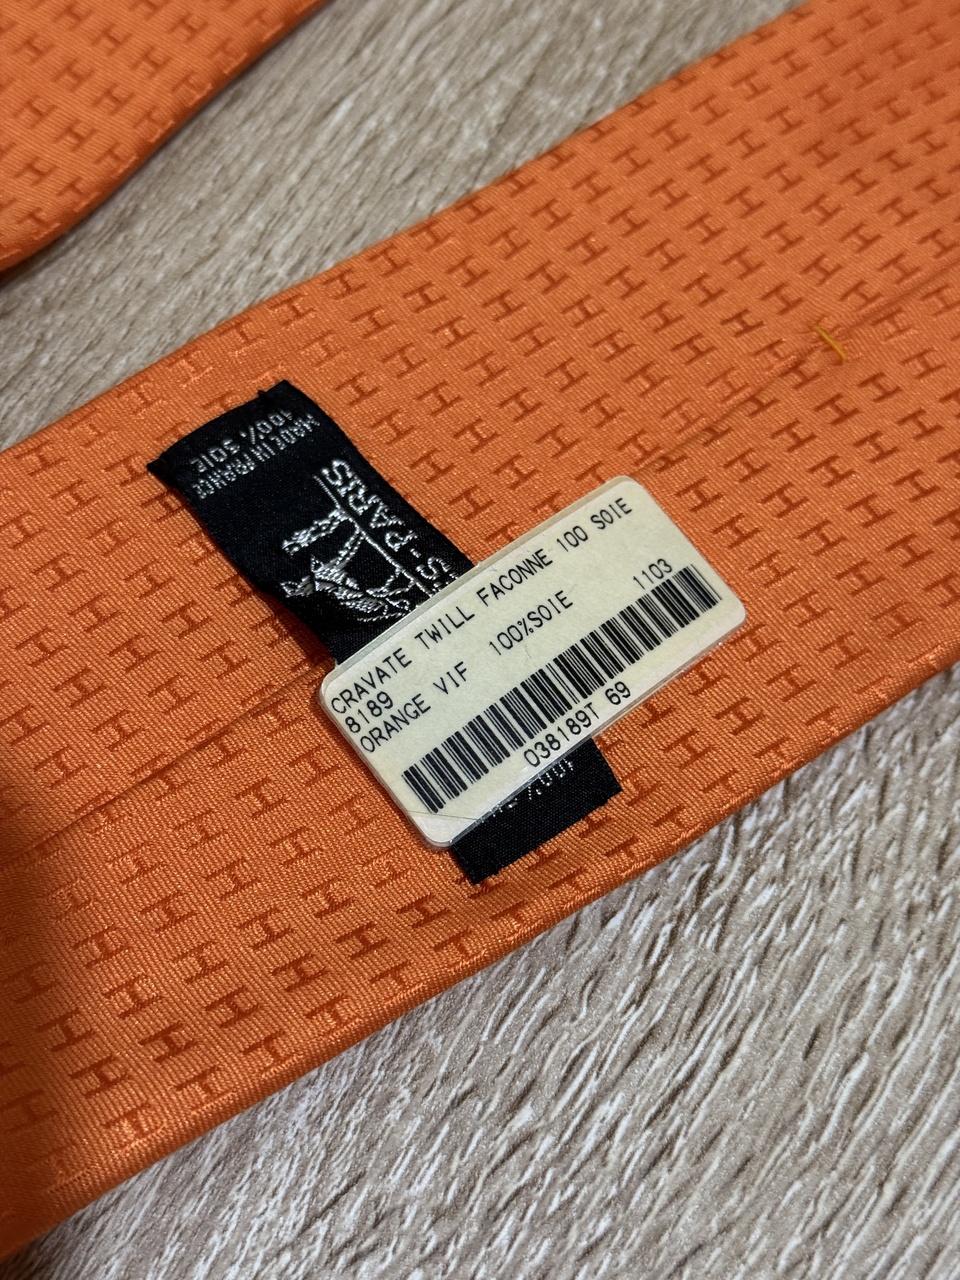 CRAVATE TWILL FACONNE 100 SOIE
8189
ORANGE VIF 100%SOIE 1103
038189T 69
S-PARIS
MADE IN FRANCE
100% SOIE